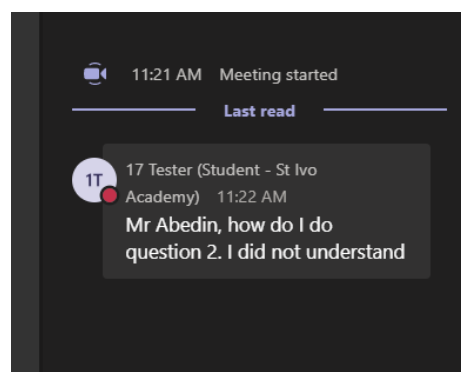 11:21 AM Meeting started
Last read
1T
17 Tester (Student - St Ivo
Academy) 11:22 AM
Mr Abedin, how do I do
question 2. I did not understand